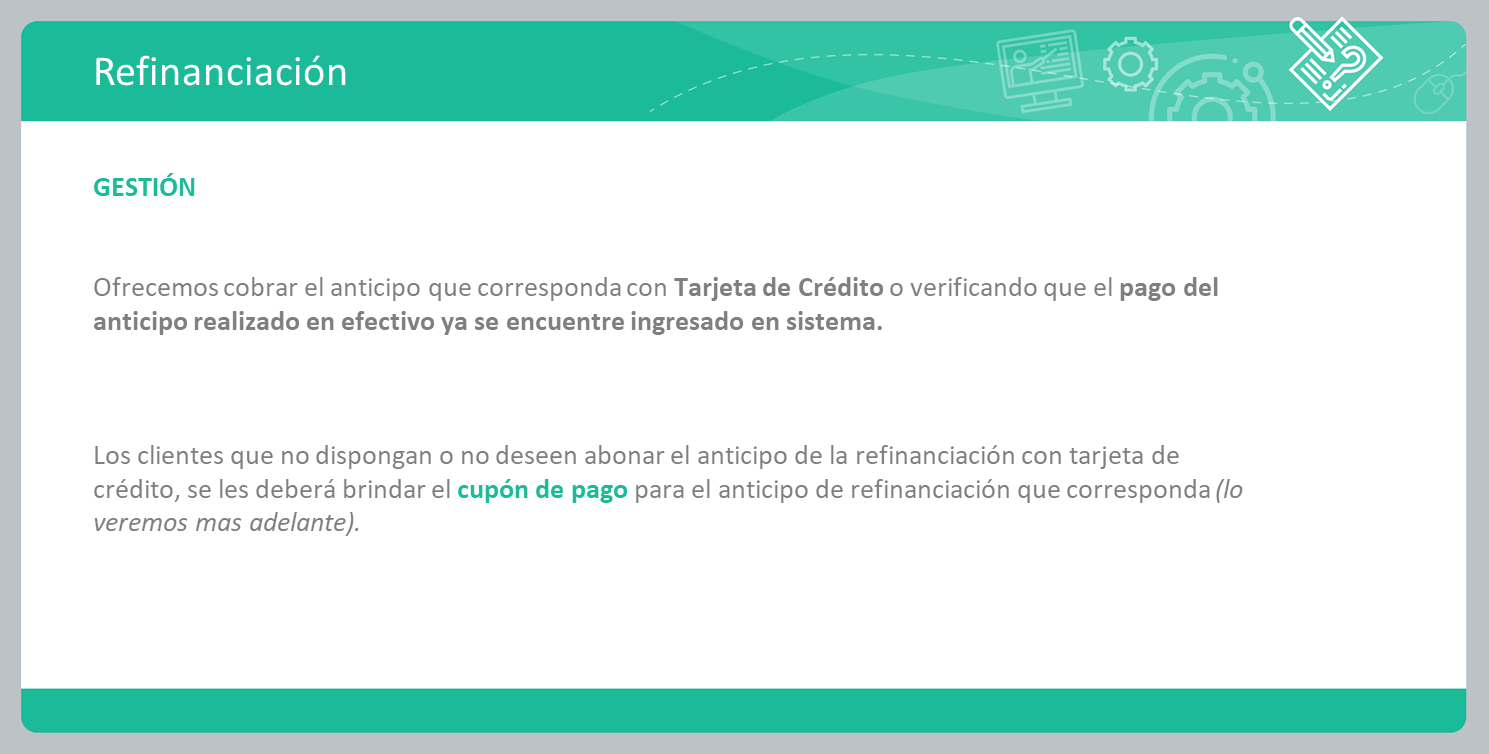 Refinanciación
GESTIÓN
Ofrecemos cobrar el anticipo que corresponda con Tarjeta de Crédito o verificando que el pago del
anticipo realizado en efectivo ya se encuentre ingresado en sistema.
Los clientes que no dispongan o no deseen abonar el anticipo de la refinanciación con tarjeta de
crédito, se les deberá brindar el cupón de pago para el anticipo de refinanciación que corresponda (lo
veremos mas adelante).